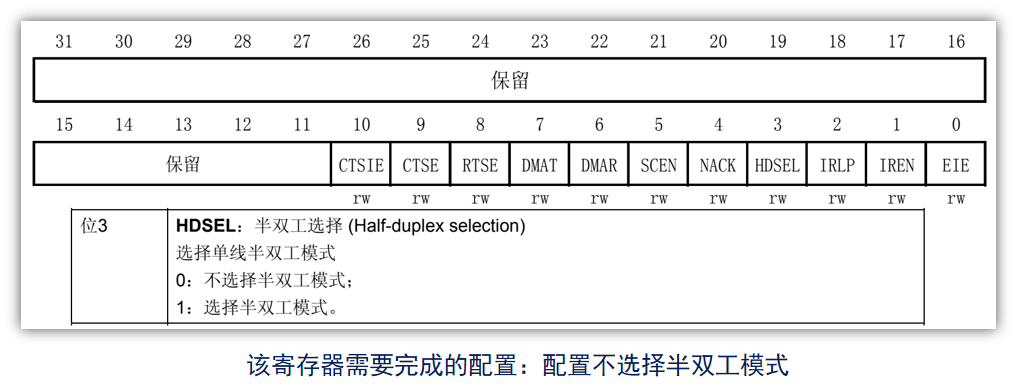 31 30 29 28 27 26 25 24 23 22 21 20 19 18 17 16
保留
15 14 13 12 11 10 9 8 7 6 5 4 3 2 1 0
保留 CTSIE CTSE RTSE DMAT DMAR SCEN NACK HDSEL IRLP IREN EIE
rw rw rw rw rw rw rw rw rw rw rw
位3 HDSEL：半双工选择 (Half-duplex selection)
选择单线半双工模式
0：不选择半双工模式；
1：选择半双工模式。
该寄存器需要完成的配置：配置不选择半双工模式